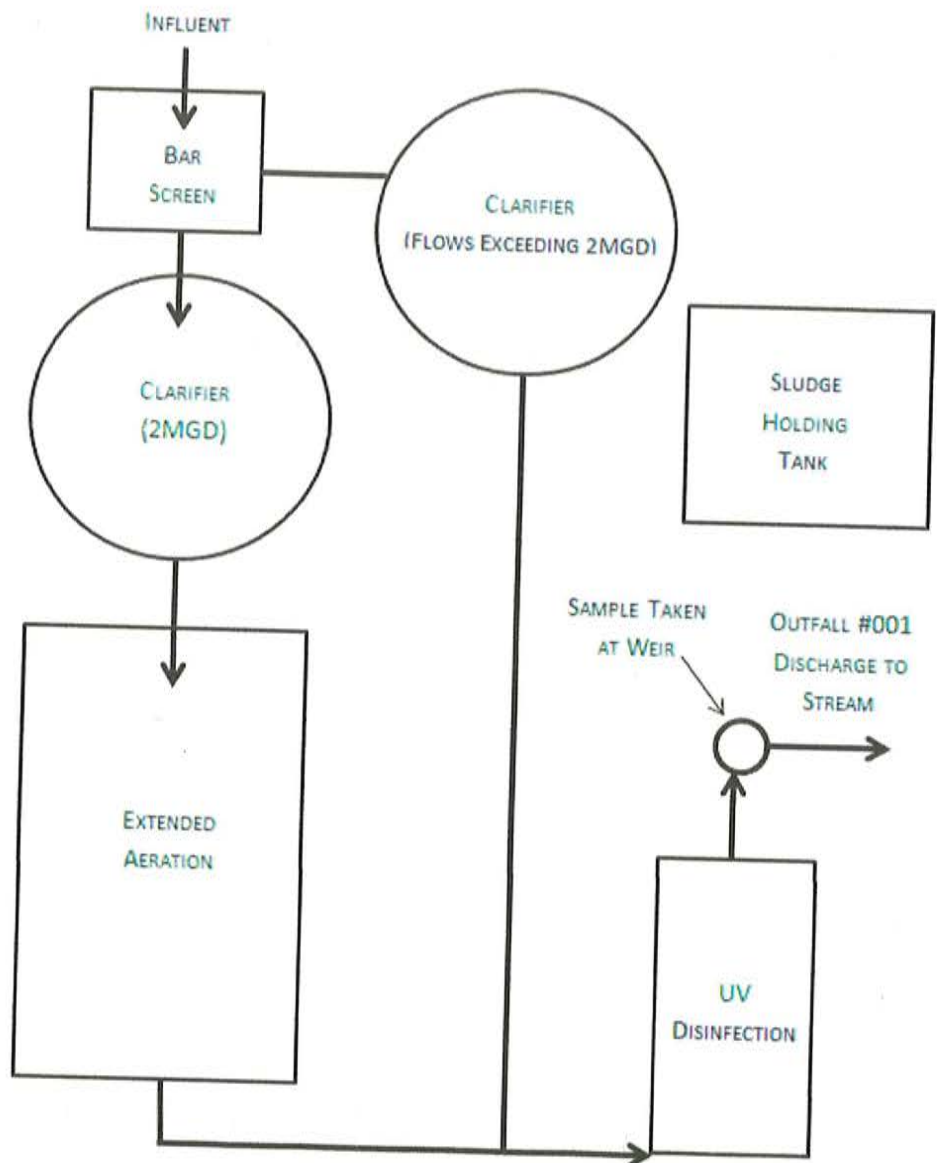 INFLUENT
BAR
SCREEN
CLARIFIER
(FLOWS EXCEEDING 2MGD)
CLARIFIER
(2MGD)
SLUDGE
HOLDING
TANK
SAMPLE TAKEN
AT WEIR
OUTFALL #001
DISCHARGE TO
STREAM
EXTENDED
AERATION
UV
DISINFECTION